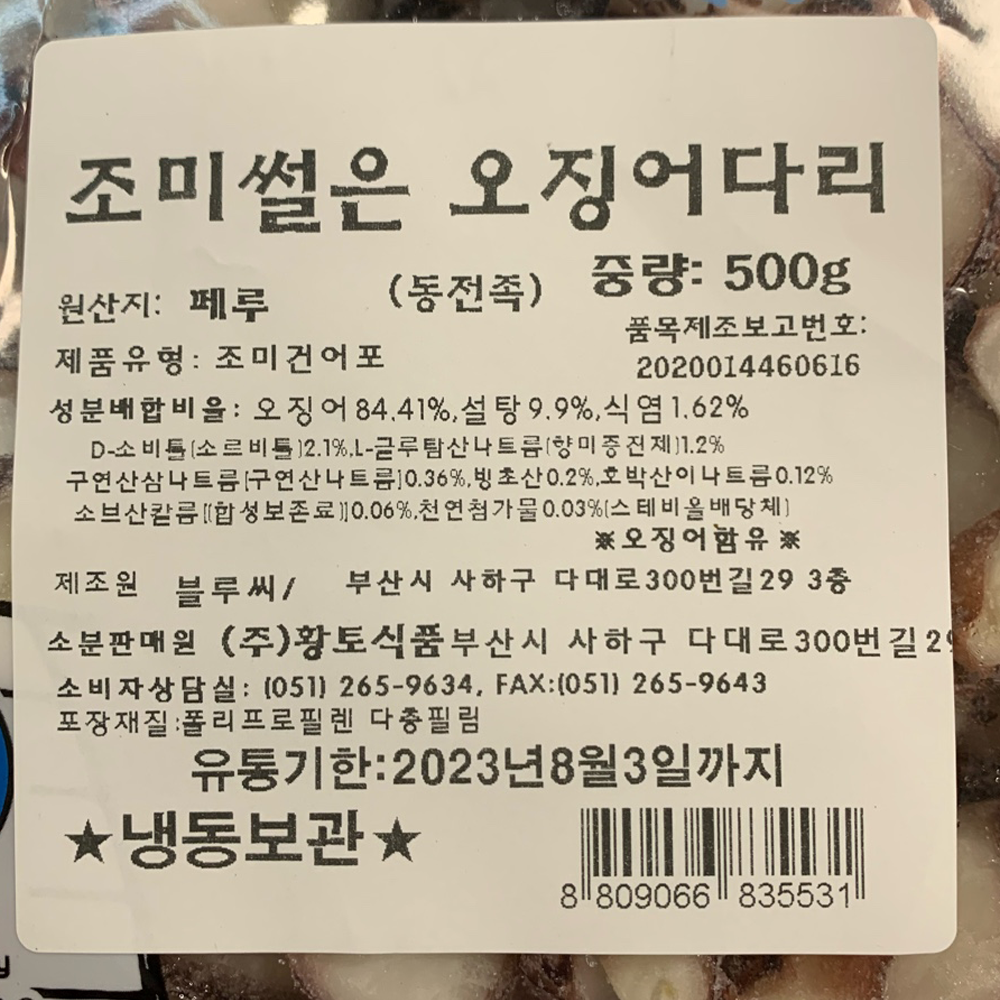 조미썰은 오징어다리
(동전족) 중량: 500g
원산지: 페루
품목제조보고번호:
제품유형: 조미건어포
2020014460616
성분배합비율: 오징어84.41%,설탕9.9%,식염1.62%
D-소비톨(소르비톨)2.1%,L-글루탐산나트륨(향미증진제)1.2%
구연산삼나트륨(구연산나트륨)0.36%,빙초산0.2%,호박산이나트륨0.12%
소브산칼륨[(합성보존료)]0.06%,천연첨가물0.03%(스테비올배당체)
※오징어함유※
제조원 블루씨/ 부산시 사하구 다대로300번길29 3층
소분판매원 (주)황토식품부산시 사하구 다대로300번길29
소비자상담실: (051) 265-9634, FAX:(051) 265-9643
포장재질:폴리프로필렌 다층필림
유통기한:2023년8월3일까지
★냉동보관★
8 809066 835531